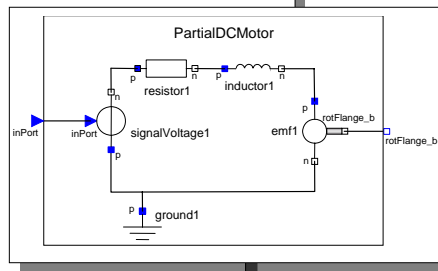 PartialDCMotor
p n p n
resistor1 inductor1
n p
rotFlange_b
inPort inPort signalVoltage1 emf1 rotFlange_b
p n
p ground1